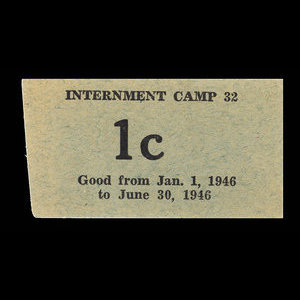 INTERNMENT CAMP 32
1c
Good from Jan. 1, 1946
to June 30, 1946